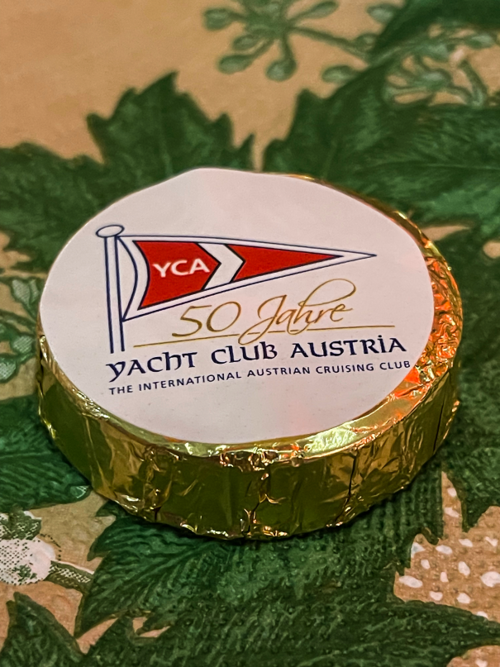 YCA
50 Jahre
YACHT CLUB AUSTRIA
THE INTERNATIONAL AUSTRIAN CRUISING CLUB